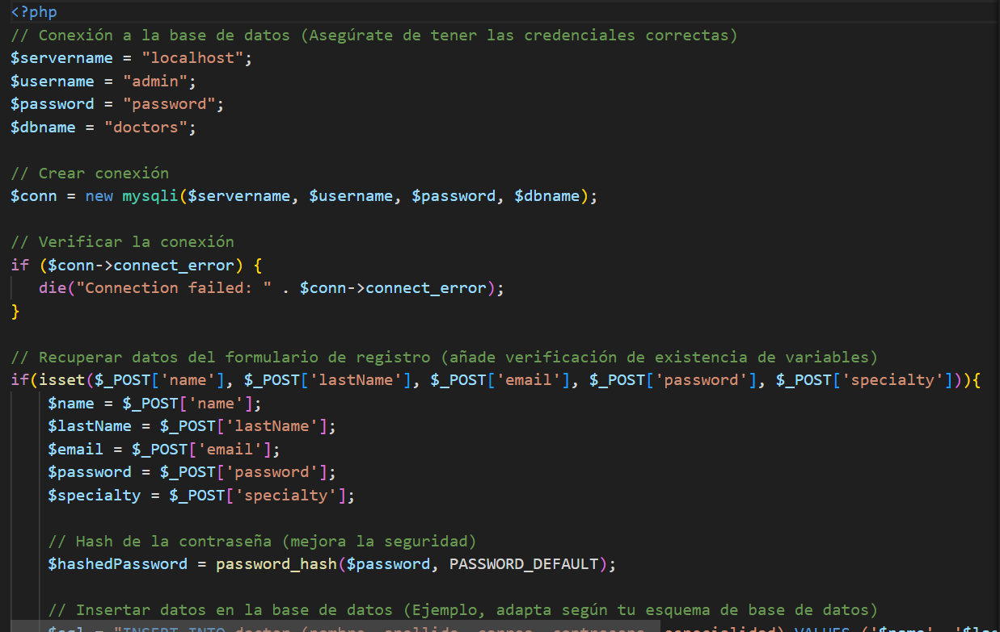 <?php
// Conexión a la base de datos (Asegúrate de tener las credenciales correctas)
$servername = "localhost";
$username = "admin";
$password = "password";
$dbname = "doctors";
// Crear conexión
$conn = new mysqli($servername, $username, $password, $dbname);
// Verificar la conexión
if ($conn->connect_error) {
die("Connection failed: " . $conn->connect_error);
}
// Recuperar datos del formulario de registro (añade verificación de existencia de variables)
if(isset($_POST['name'], $_POST['lastName'], $_POST['email'], $_POST['password'], $_POST['specialty'])){
$name = $_POST['name'];
$lastName = $_POST['lastName'];
$email = $_POST['email'];
$password = $_POST['password'];
$specialty = $_POST['specialty'];
// Hash de la contraseña (mejora la seguridad)
$hashedPassword = password_hash($password, PASSWORD_DEFAULT);
// Insertar datos en la base de datos (Ejemplo, adapta según tu esquema de base de datos)
$sql = "INSERT INTO doctor (nombre, apellido, correo, contrasena, especialidad) VALUES ('$name', '$las